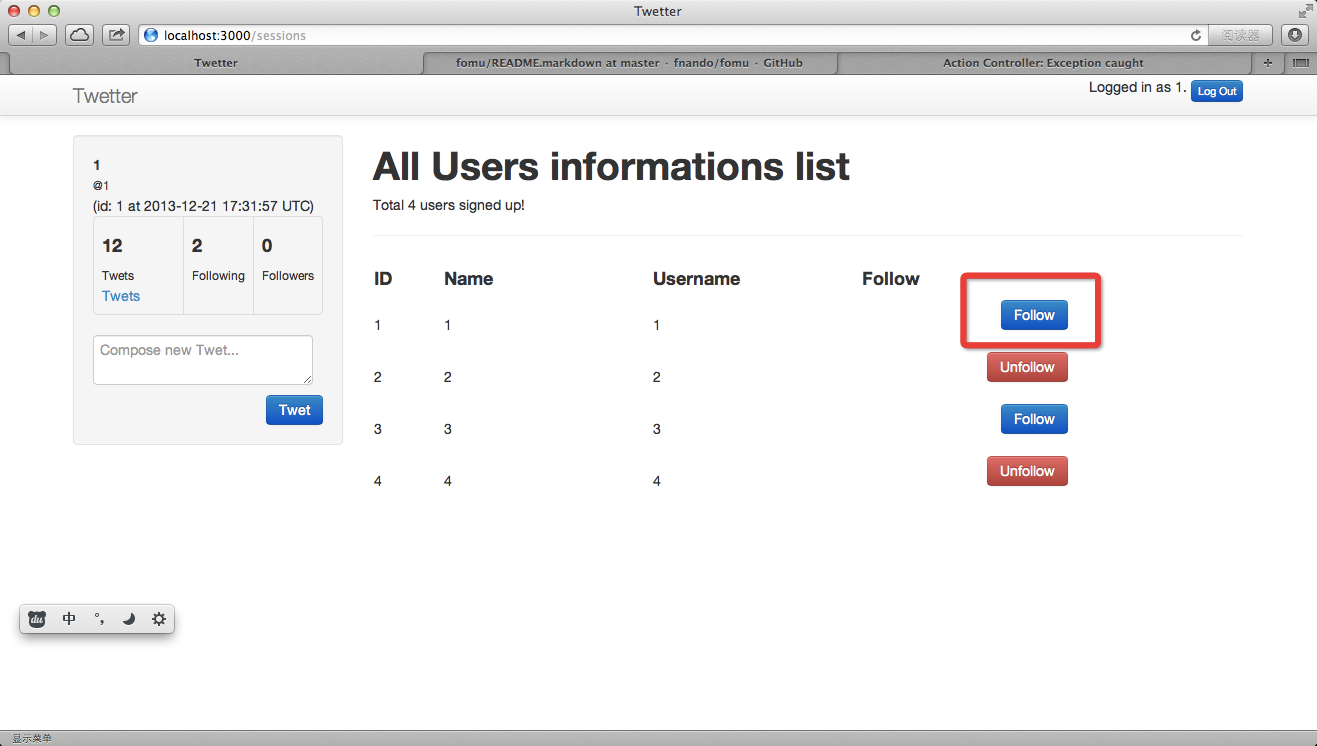 Twetter
localhost:3000/sessions
阅读器
Twetter
fomu/README.markdown at master · fnando/fomu · GitHub
Action Controller: Exception caught
Twetter
Logged in as 1. Log Out
1
@1
(id: 1 at 2013-12-21 17:31:57 UTC)
12 2 0
Twets Following Followers
Twets
Compose new Twet...
Twet
All Users informations list
Total 4 users signed up!
ID Name Username Follow
1 1 1 Follow
2 2 2 Unfollow
3 3 3 Follow
4 4 4 Unfollow
du 中 °,
显示菜单